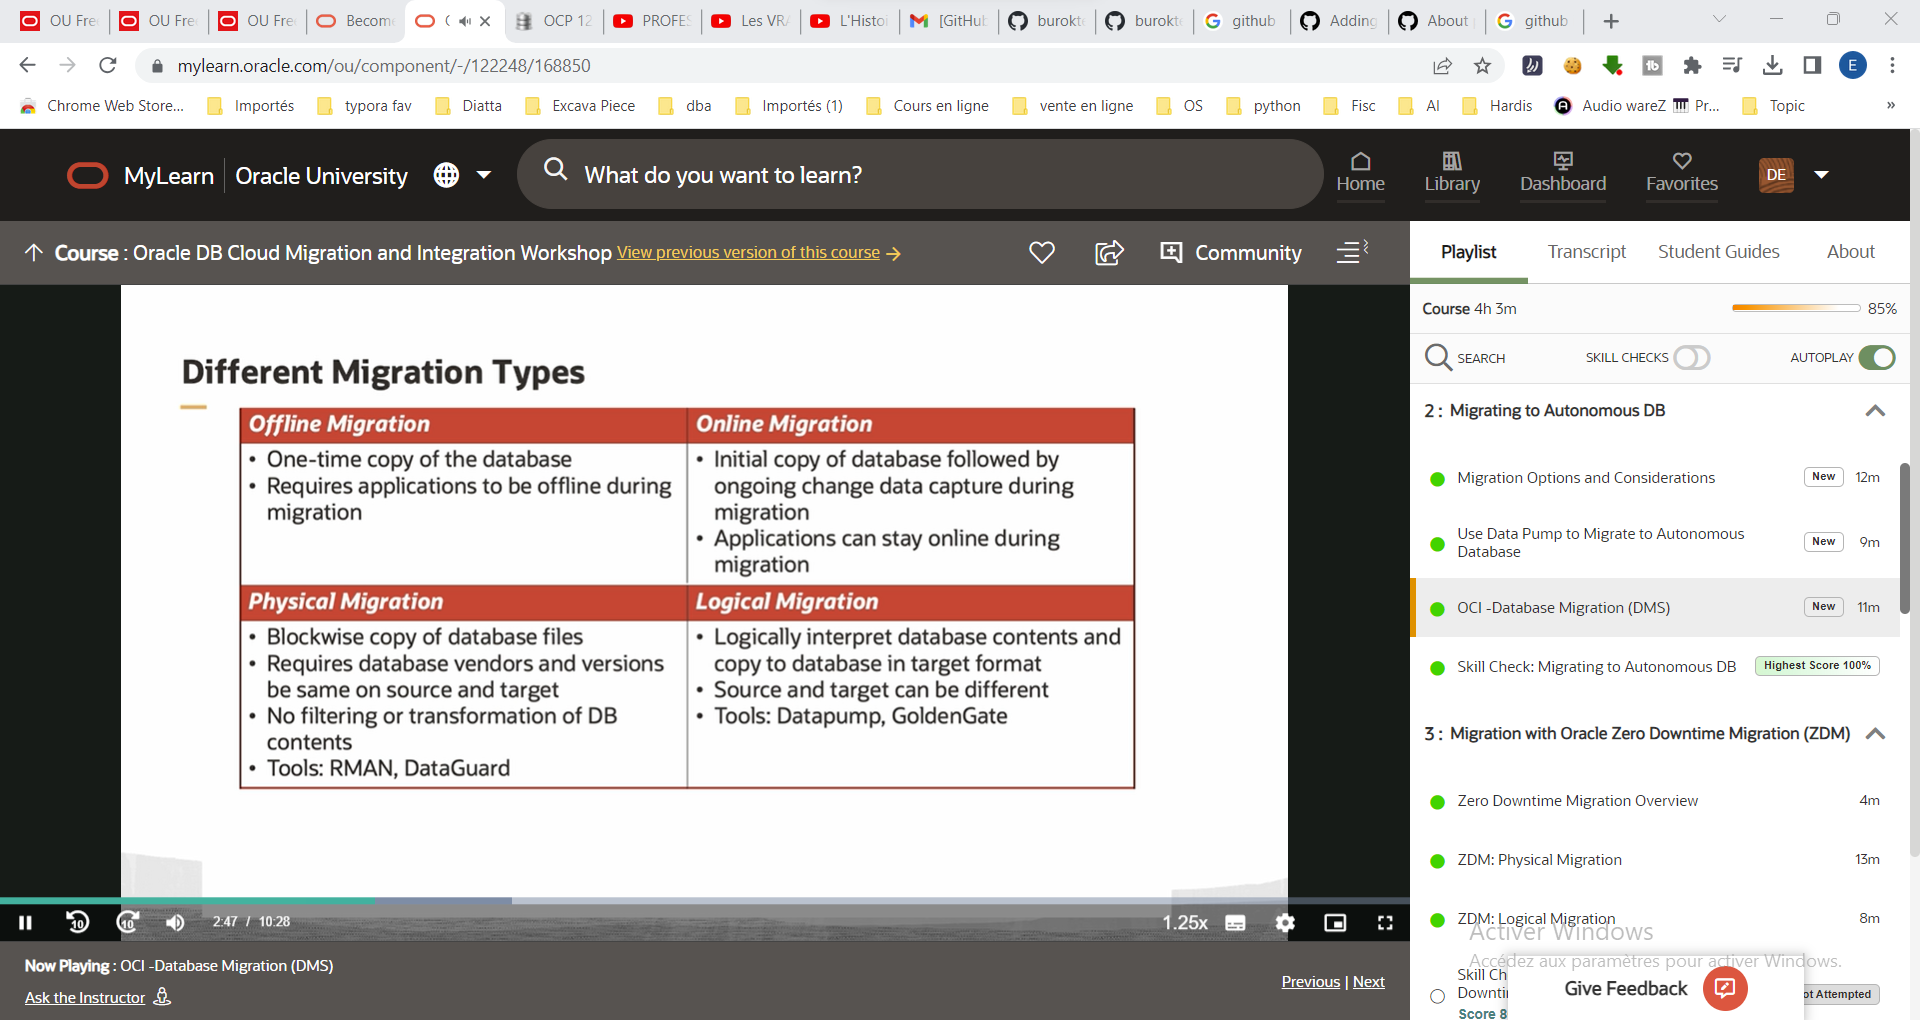 OU Fre
OU Fre
OU Fre
Become
OCP 12
PROFES
Les VRA
L'Histoi
[GitHub
burokte
burokte
github
Adding
About
github
mylearn.oracle.com/ou/component/-/122248/168850
E
Chrome Web Store...
Importés
typora fav
Diatta
Excava Piece
dba
Importés (1)
Cours en ligne
vente en ligne
OS
python
Fisc
AI
Hardis
Audio wareZ
Pr...
Topic
»
MyLearn
Oracle University
What do you want to learn?
Home
Library
Dashboard
Favorites
DE
Course : Oracle DB Cloud Migration and Integration Workshop View previous version of this course
Community
Different Migration Types
Offline Migration
• One-time copy of the database
• Requires applications to be offline during
migration
Online Migration
• Initial copy of database followed by
ongoing change data capture during
migration
• Applications can stay online during
migration
Physical Migration
• Blockwise copy of database files
• Requires database vendors and versions
be same on source and target
• No filtering or transformation of DB
contents
• Tools: RMAN, DataGuard
Logical Migration
• Logically interpret database contents and
copy to database in target format
• Source and target can be different
• Tools: Datapump, GoldenGate
10
10
2:47 / 10:28
1.25x
Now Playing : OCI -Database Migration (DMS)
Ask the Instructor
Previous | Next
Playlist
Transcript
Student Guides
About
Course 4h 3m
85%
SEARCH
SKILL CHECKS
AUTOPLAY
2 : Migrating to Autonomous DB
Migration Options and Considerations
New
12m
Use Data Pump to Migrate to Autonomous
Database
New
9m
OCI -Database Migration (DMS)
New
11m
Skill Check: Migrating to Autonomous DB
Highest Score 100%
3 : Migration with Oracle Zero Downtime Migration (ZDM)
Zero Downtime Migration Overview
4m
ZDM: Physical Migration
13m
ZDM: Logical Migration
8m
Activer Windows
Accédez aux paramètres pour activer Windows.
Skill Ch
Downti
Score 8
ot Attempted
Give Feedback